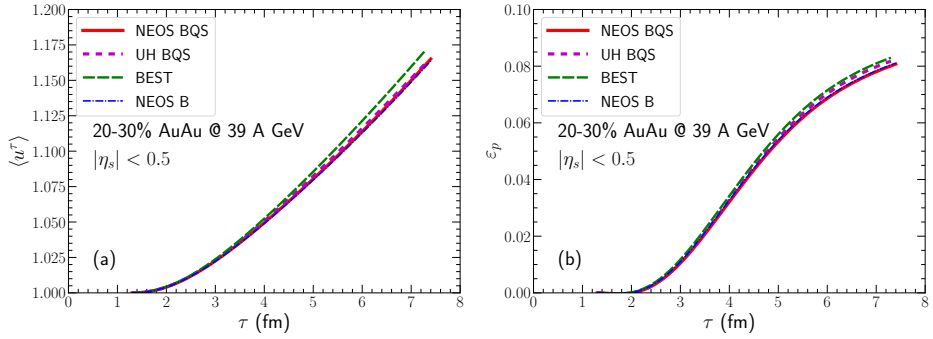 1.200
1.175
1.150
1.125
1.100
1.075
1.050
1.025
1.000
⟨u^τ⟩
NEOS BQS
UH BQS
BEST
NEOS B
20-30% AuAu @ 39 A GeV
|η_s| < 0.5
(a)
0 1 2 3 4 5 6 7 8
τ (fm)
0.10
0.08
0.06
0.04
0.02
0.00
ε_p
NEOS BQS
UH BQS
BEST
NEOS B
20-30% AuAu @ 39 A GeV
|η_s| < 0.5
(b)
0 1 2 3 4 5 6 7 8
τ (fm)